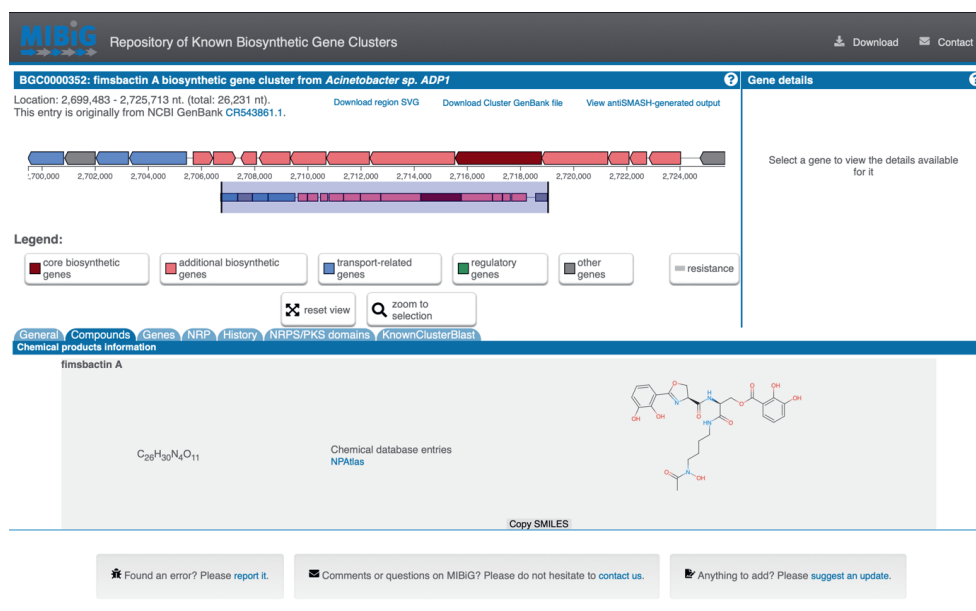 MIBiG
Repository of Known Biosynthetic Gene Clusters
Download
Contact
BGC0000352: fimsbactin A biosynthetic gene cluster from Acinetobacter sp. ADP1
?
Gene details
?
Location: 2,699,483 - 2,725,713 nt. (total: 26,231 nt).
This entry is originally from NCBI GenBank CR543861.1.
Download region SVG
Download Cluster GenBank file
View antiSMASH-generated output
Select a gene to view the details available
for it
2,700,000
2,702,000
2,704,000
2,706,000
2,708,000
2,710,000
2,712,000
2,714,000
2,716,000
2,718,000
2,720,000
2,722,000
2,724,000
Legend:
core biosynthetic
genes
additional biosynthetic
genes
transport-related
genes
regulatory
genes
other
genes
resistance
reset view
zoom to
selection
General
Compounds
Genes
NRP
History
NRPS/PKS domains
KnownClusterBlast
Chemical products information
fimsbactin A
C26H30N4O11
Chemical database entries
NPAtlas
O
N
OH
OH
O
H
N
O
O
OH
OH
HN
O
O
N
OH
Copy SMILES
Found an error? Please report it.
Comments or questions on MIBiG? Please do not hesitate to contact us.
Anything to add? Please suggest an update.